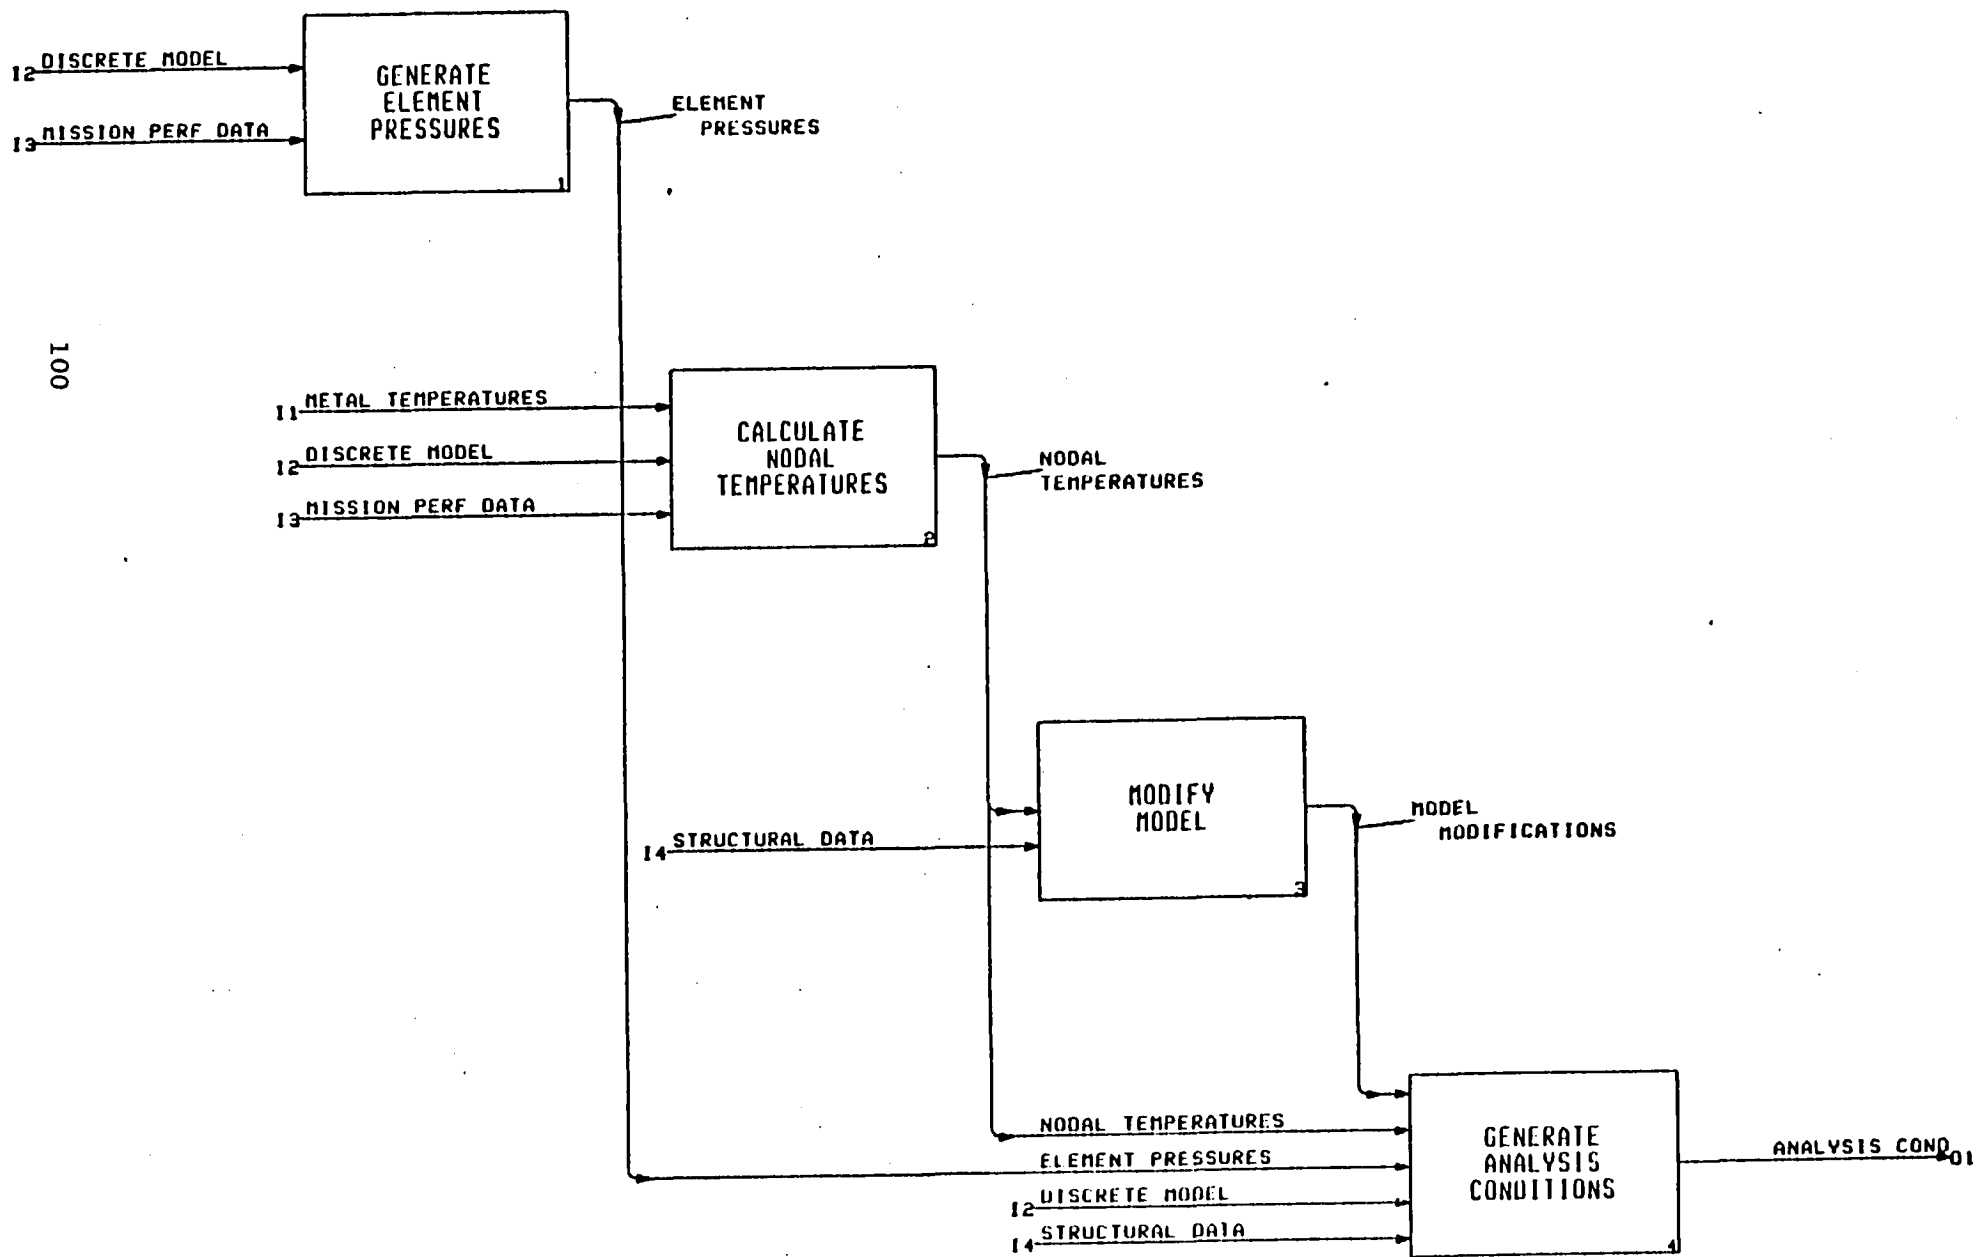 I2 DISCRETE MODEL
I3 MISSION PERF DATA
GENERATE
ELEMENT
PRESSURES
1
ELEMENT
PRESSURES
100
I1 METAL TEMPERATURES
I2 DISCRETE MODEL
I3 MISSION PERF DATA
CALCULATE
NODAL
TEMPERATURES
2
NODAL
TEMPERATURES
I4 STRUCTURAL DATA
MODIFY
MODEL
3
MODEL
MODIFICATIONS
NODAL TEMPERATURES
ELEMENT PRESSURES
I2 DISCRETE MODEL
I4 STRUCTURAL DATA
GENERATE
ANALYSIS
CONDITIONS
4
ANALYSIS COND O1